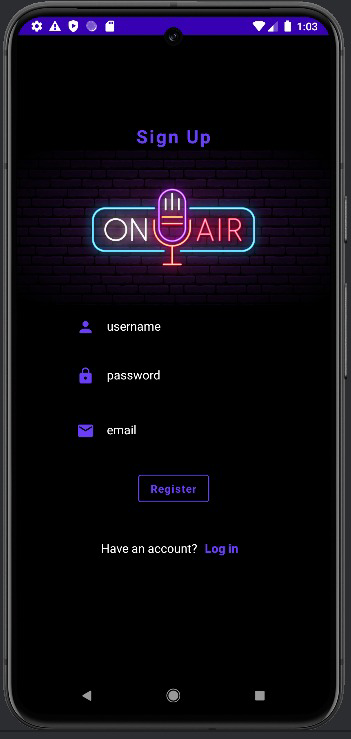 1:03
Sign Up
ON AIR
username
password
email
Register
Have an account? Log in